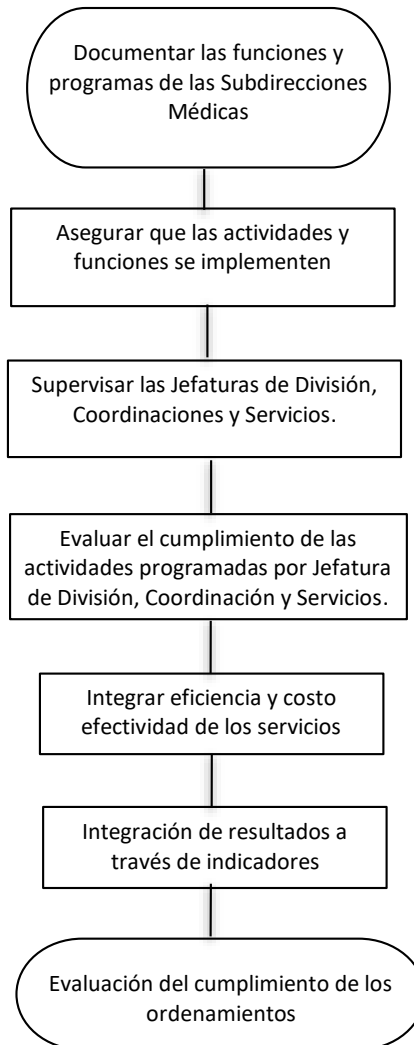 Documentar las funciones y
programas de las Subdirecciones
Médicas
Asegurar que las actividades y
funciones se implementen
Supervisar las Jefaturas de División,
Coordinaciones y Servicios.
Evaluar el cumplimiento de las
actividades programadas por Jefatura
de División, Coordinación y Servicios.
Integrar eficiencia y costo
efectividad de los servicios
Integración de resultados a
través de indicadores
Evaluación del cumplimiento de los
ordenamientos